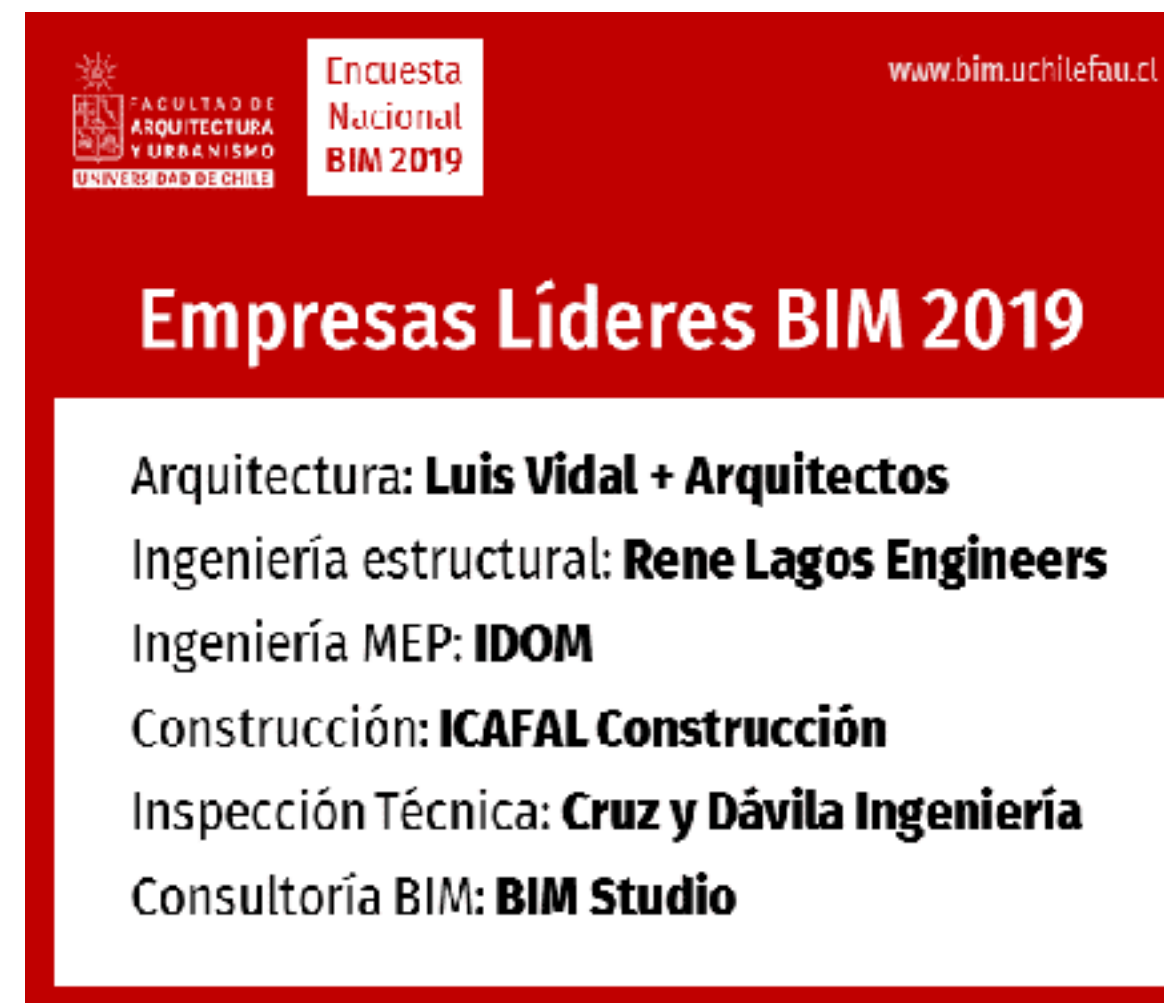 FACULTAD DE
ARQUITECTURA
Y URBANISMO
UNIVERSIDAD DE CHILE
Encuesta
Nacional
BIM 2019
www.bim.uchilefau.cl
Empresas Líderes BIM 2019
Arquitectura: Luis Vidal + Arquitectos
Ingeniería estructural: Rene Lagos Engineers
Ingeniería MEP: IDOM
Construcción: ICAFAL Construcción
Inspección Técnica: Cruz y Dávila Ingeniería
Consultoría BIM: BIM Studio